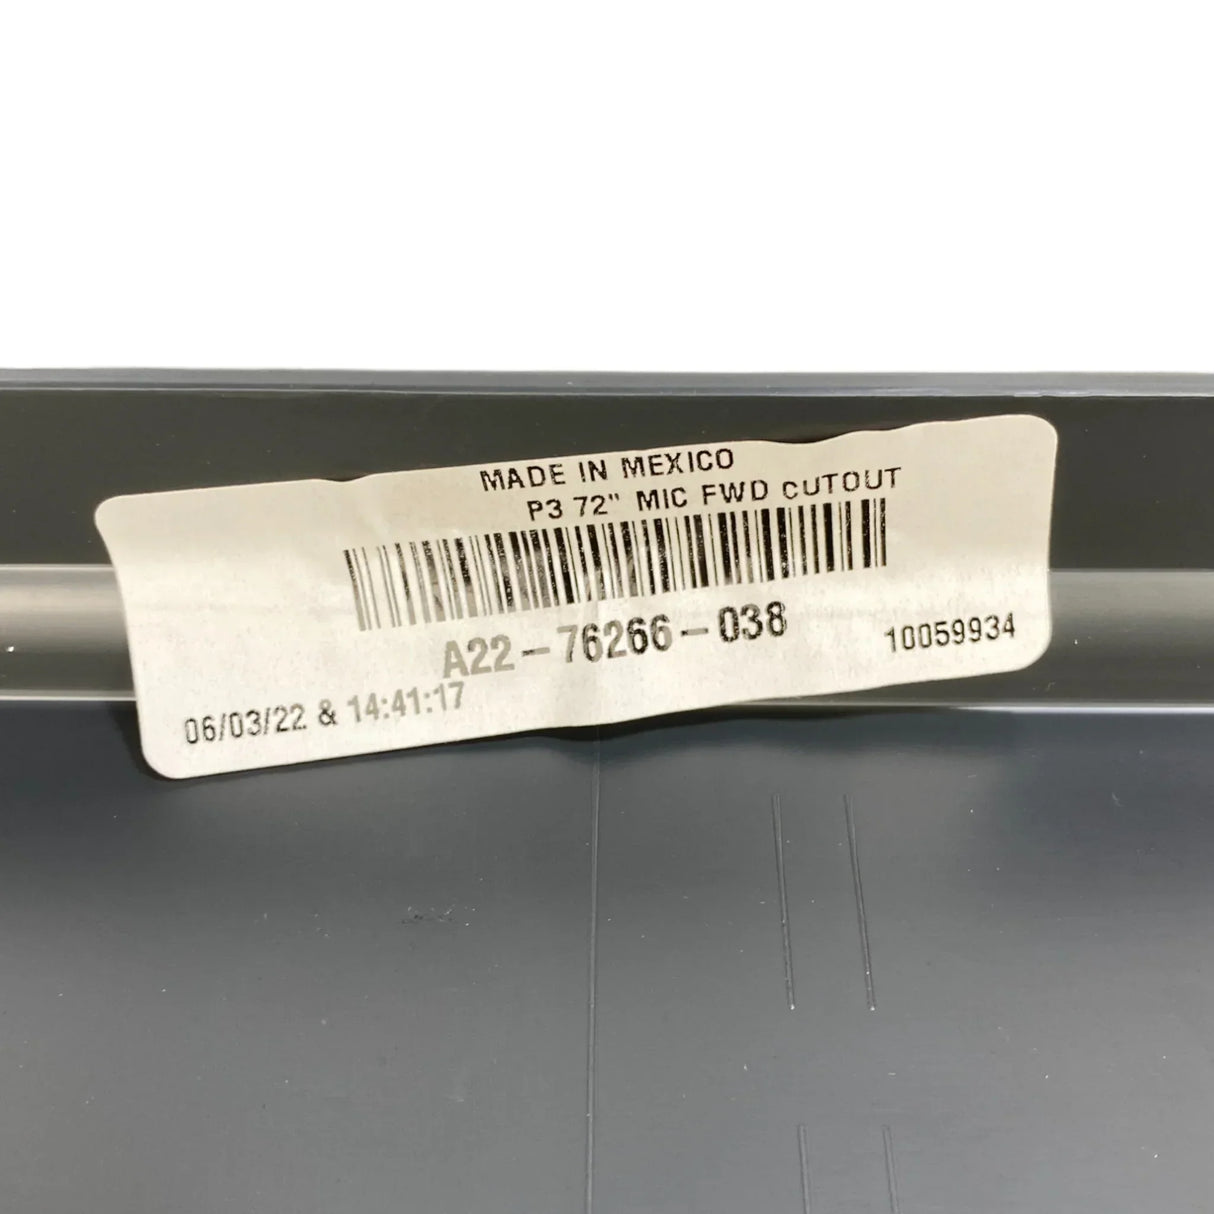 MADE IN MEXICO
P3 72" MIC FWD CUTOUT
A22-76266-038
10059934
06/03/22 & 14:41:17